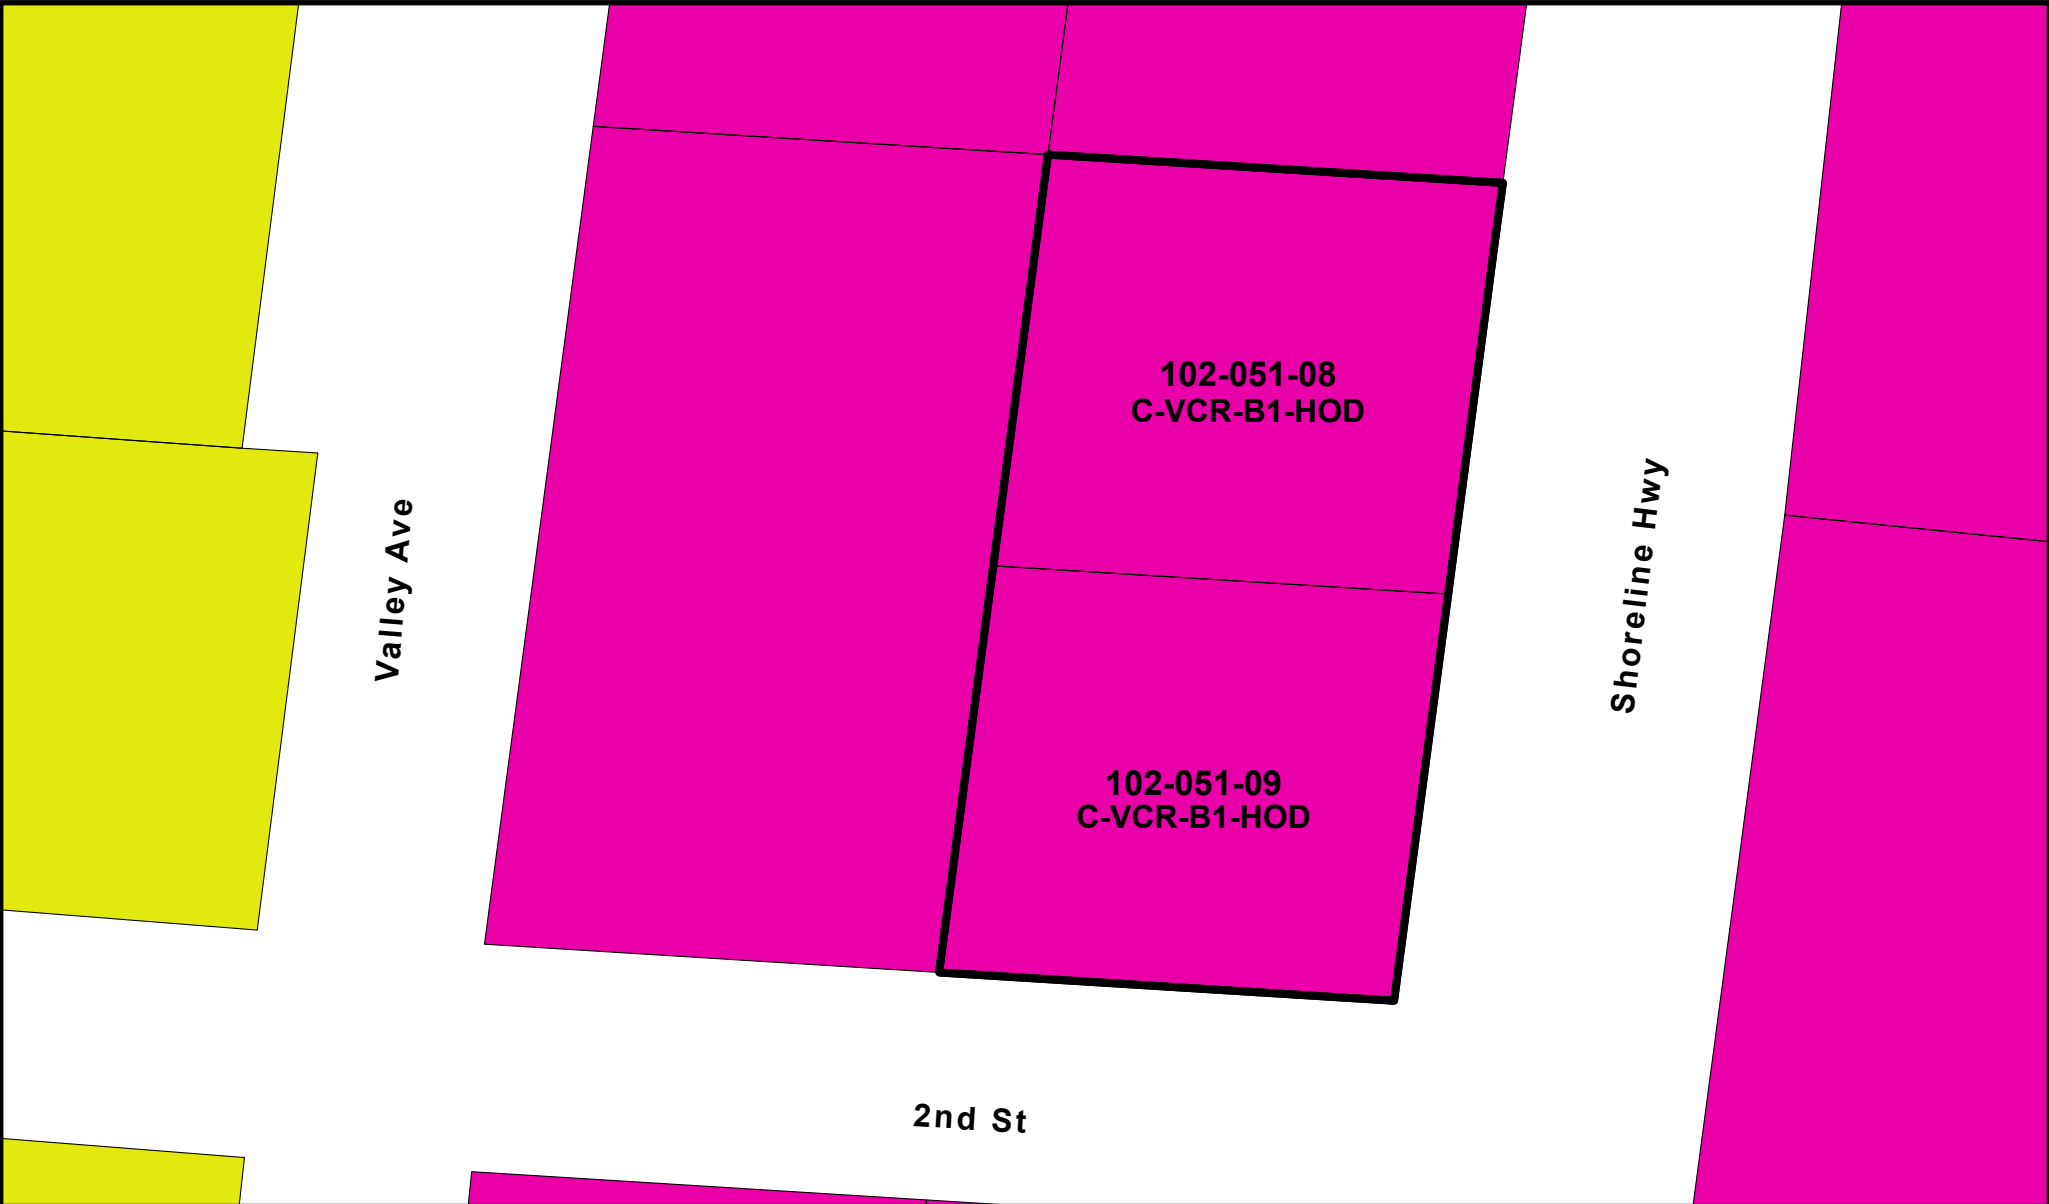 102-051-08
C-VCR-B1-HOD
Valley Ave
Shoreline Hwy
102-051-09
C-VCR-B1-HOD
2nd St